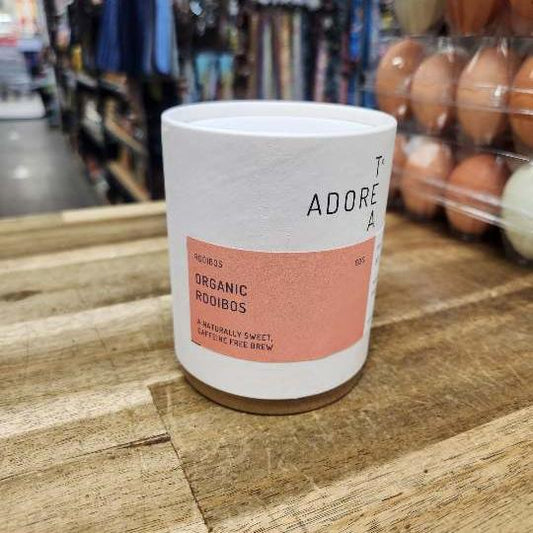 T
ADORE
A
ROOIBOS
ORGANIC
ROOIBOS
A NATURALLY SWEET,
CAFFEINE FREE BREW